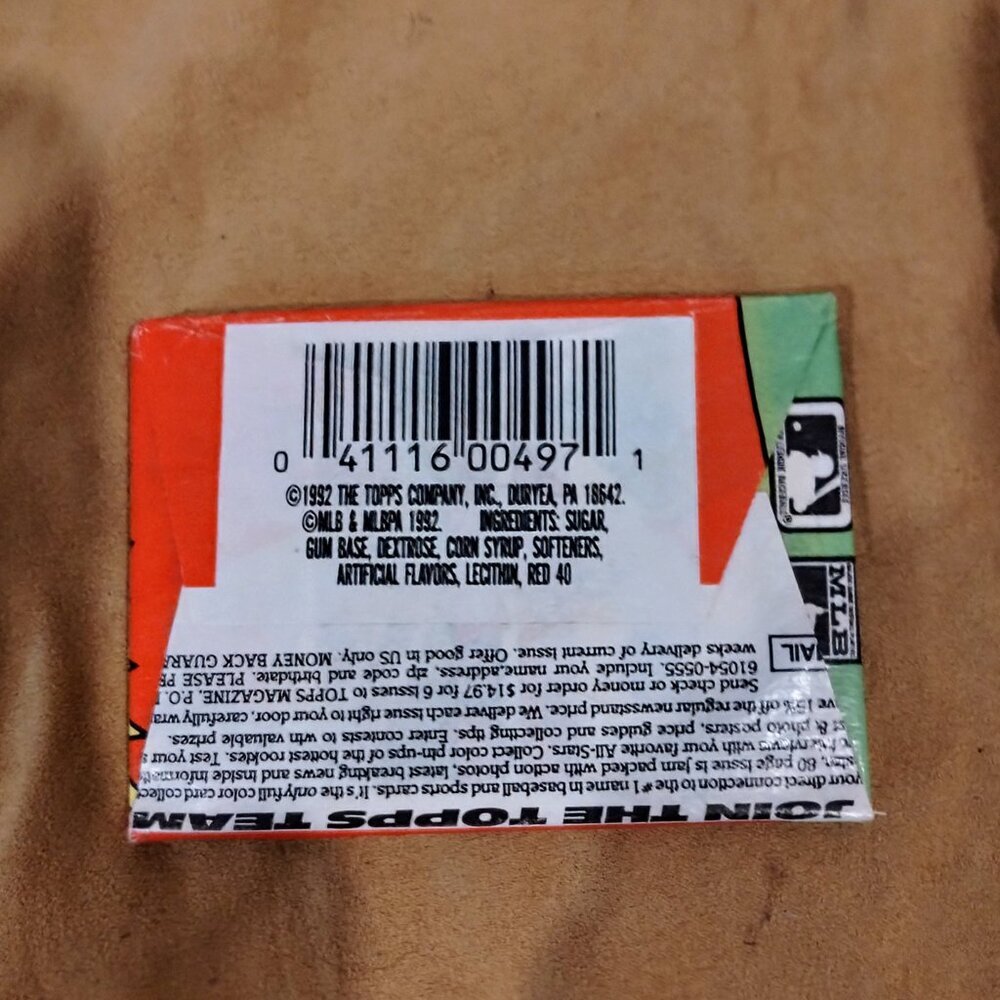 0 41116 00497 1
©1992 THE TOPPS COMPANY, INC., DURYEA, PA 18642.
©MLB & MLBPA 1992. INGREDIENTS: SUGAR,
GUM BASE, DEXTROSE, CORN SYRUP, SOFTENERS,
ARTIFICIAL FLAVORS, LECITHIN, RED 40
MLB
AIL
JOIN THE TOPPS TEAM
your direct connection to the # 1 name in baseball and sports cards. It's the only full color card collect
60 page issue is jam packed with action photos, latest breaking news and inside informatio
with your favorite All-Stars. Collect color pin-ups of the hottest rookies. Test your s
& photo posters, price guides and collecting tips. Enter contests to win valuable prizes.
ve 15% off the regular newsstand price. We deliver each issue right to your door, carefully wra
Send check or money order for $14.97 for 6 issues to TOPPS MAGAZINE, P.O.
61054-0555. Include your name,address, zip code and birthdate. PLEASE PE
weeks delivery of current issue. Offer good in US only. MONEY BACK GUARA